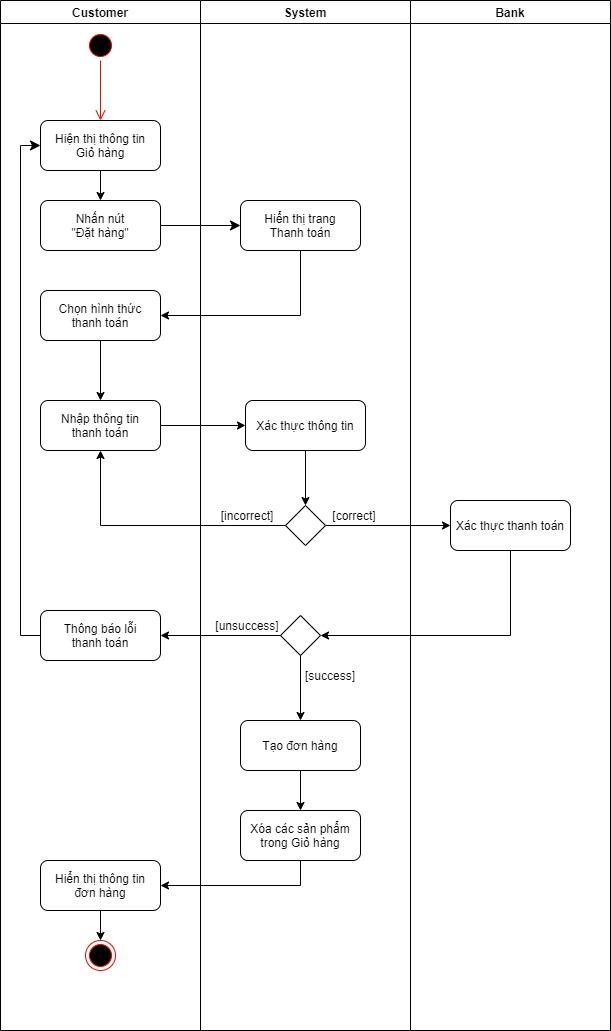 Customer
System
Bank
Hiện thị thông tin
Giỏ hàng
Nhấn nút
"Đặt hàng"
Hiển thị trang
Thanh toán
Chọn hình thức
thanh toán
Nhập thông tin
thanh toán
Xác thực thông tin
[incorrect]
[correct]
Xác thực thanh toán
Thông báo lỗi
thanh toán
[unsuccess]
[success]
Tạo đơn hàng
Xóa các sản phẩm
trong Giỏ hàng
Hiển thị thông tin
đơn hàng